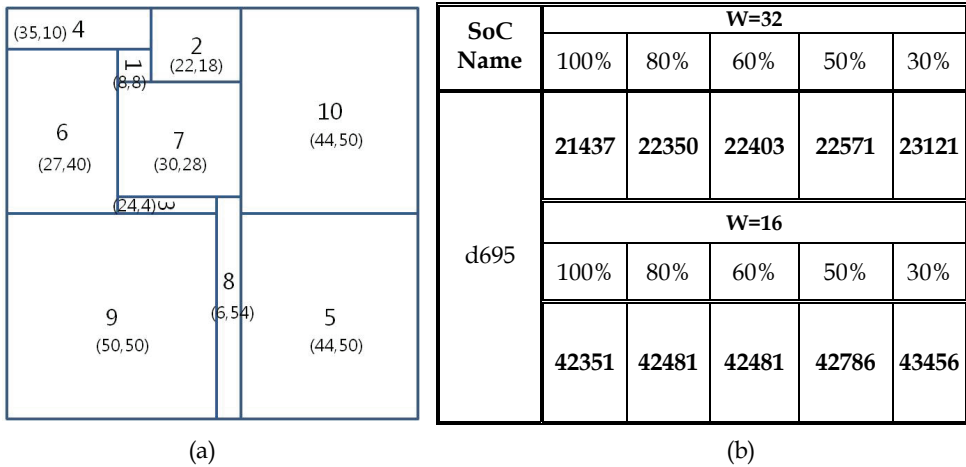 (35,10) 4
2
(22,18)
1
(8,8)
10
(44,50)
6
(27,40)
7
(30,28)
(24,4) 3
8
(6,54)
9
(50,50)
5
(44,50)
(a)
SoC Name
W=32
100% 80% 60% 50% 30%
d695
21437 22350 22403 22571 23121
W=16
100% 80% 60% 50% 30%
42351 42481 42481 42786 43456
(b)